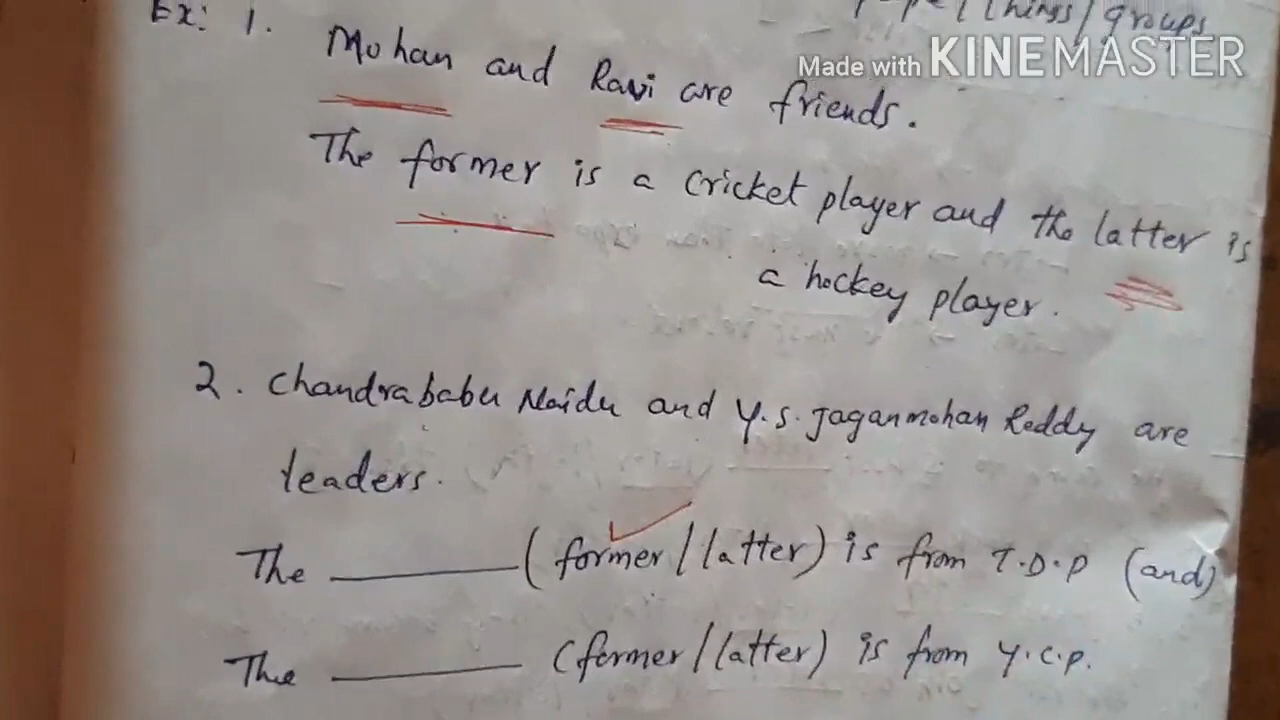 things/groups
Made with KINEMASTER
Ex: 1. Mohan and Ravi are friends.
The former is a cricket player and the latter is
a hockey player.
2. Chandrababu Naidu and Y.S. Jaganmohan Reddy are
leaders.
The ________ (former/latter) is from T.D.P (and)
The ________ (former/latter) is from Y.C.P.